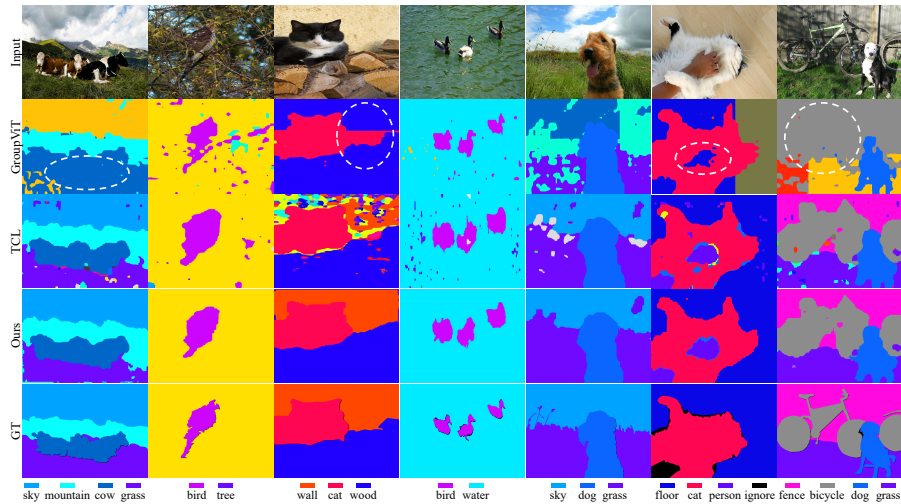 Input
GroupViT
TCL
Ours
GT
sky mountain cow grass
bird tree
wall cat wood
bird water
sky dog grass
floor cat person ignore
fence bicycle dog grass